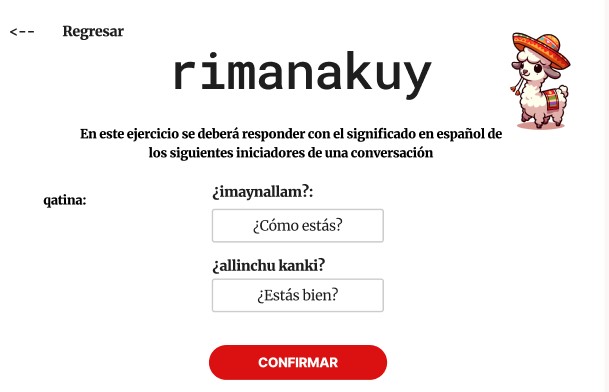 <-- Regresar
rimanakuy
En este ejercicio se deberá responder con el significado en español de
los siguientes iniciadores de una conversación
qatina:
¿imaynallam?:
¿Cómo estás?
¿allinchu kanki?
¿Estás bien?
CONFIRMAR